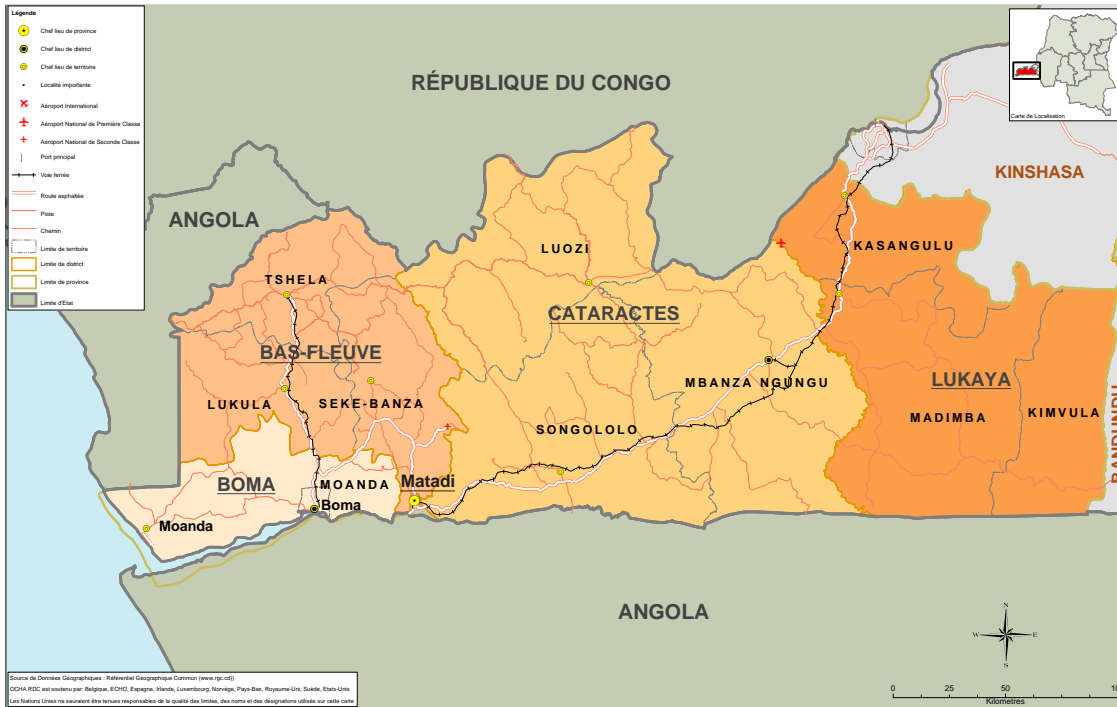 Légende
Chef lieu de province
Chef lieu de district
Chef lieu de territoire
Localité importante
Aéroport International
Aéroport National de Première Classe
Aéroport National de Seconde Classe
Port principal
Voie ferrée
Route asphaltée
Piste
Chemin
Limite de territoire
Limite de district
Limite de province
Limite d'Etat
Carte de Localisation
RÉPUBLIQUE DU CONGO
KINSHASA
ANGOLA
KASANGULU
LUOZI
TSHELA
CATARACTES
BAS-FLEUVE
MBANZA NGUNGU
LUKAYA
LUKULA
SEKE-BANZA
MADIMBA
KIMVULA
BANDUNDU
SONGOLOLO
BOMA
MOANDA
Matadi
Boma
Moanda
ANGOLA
N
W
E
S
0 25 50 100
Kilometres
Source de Données Géographiques : Référentiel Géographique Commun (www.rgc.cd))
OCHA RDC est soutenu par: Belgique, ECHO, Espagne, Irlande, Luxembourg, Norvège, Pays-Bas, Royaume-Uni, Suède, Etats-Unis
Les Nations Unies ne sauraient être tenues responsables de la qualité des limites, des noms et des désignations utilisés sur cette carte